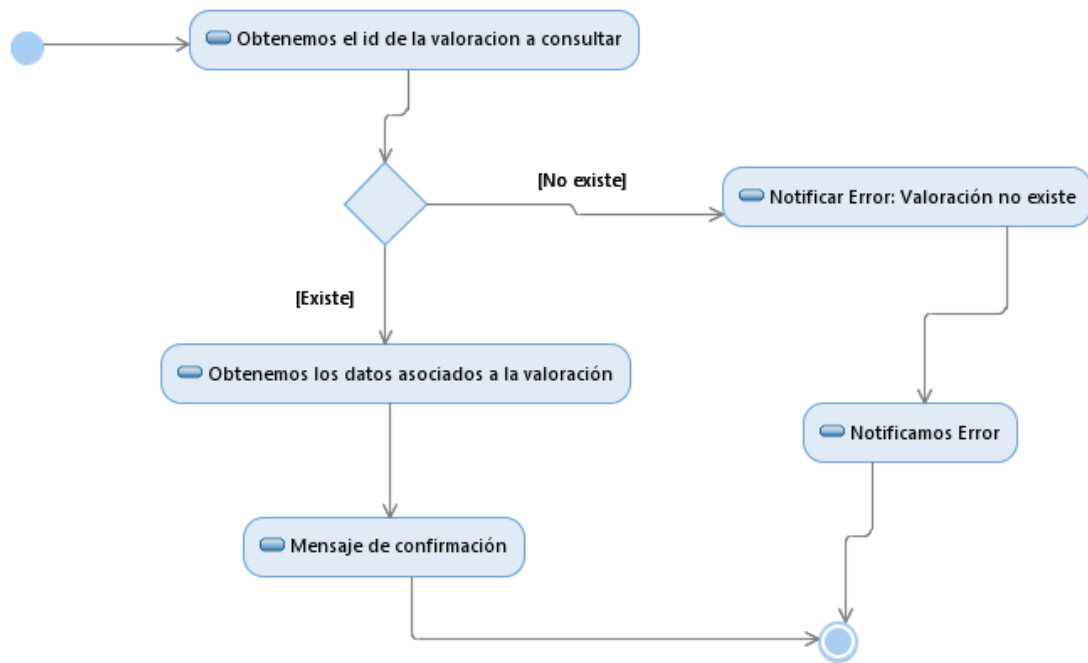 Obtenemos el id de la valoracion a consultar
[No existe]
Notificar Error: Valoración no existe
[Existe]
Obtenemos los datos asociados a la valoración
Notificamos Error
Mensaje de confirmación